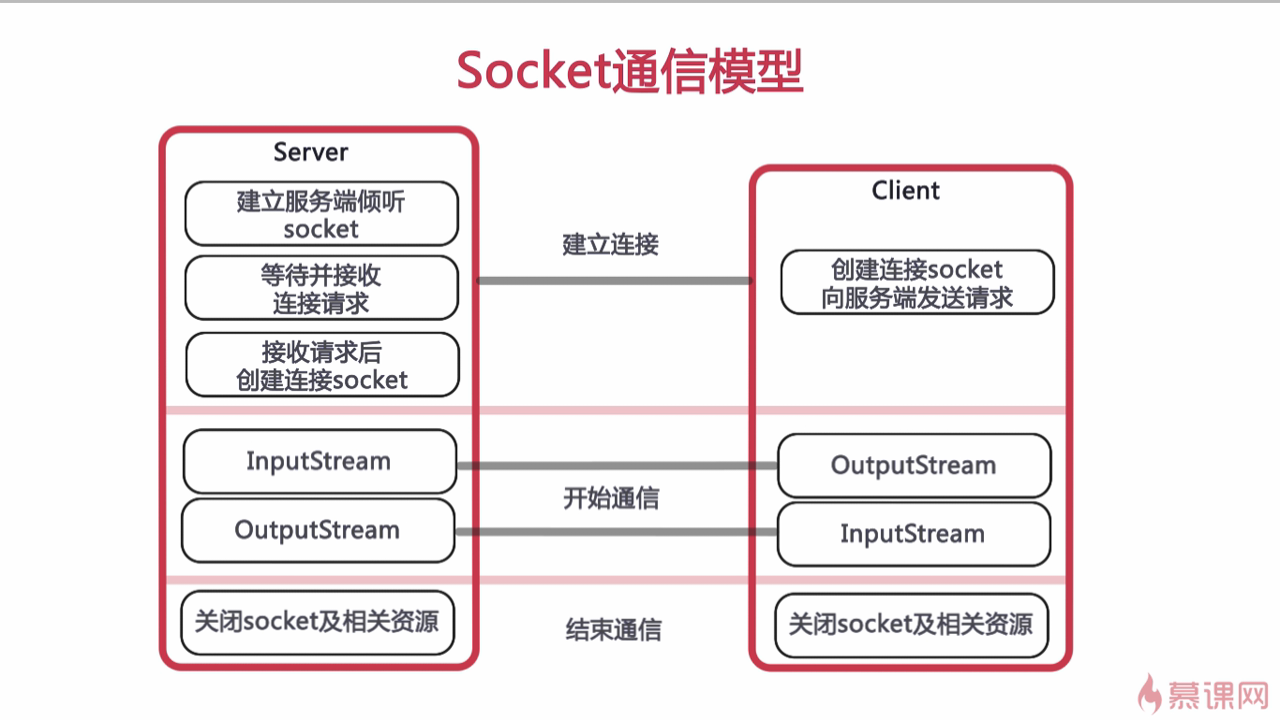 Socket通信模型
Server
建立服务端倾听
socket
等待并接收
连接请求
接收请求后
创建连接socket
InputStream
OutputStream
关闭socket及相关资源
建立连接
开始通信
结束通信
Client
创建连接socket
向服务端发送请求
OutputStream
InputStream
关闭socket及相关资源
慕课网